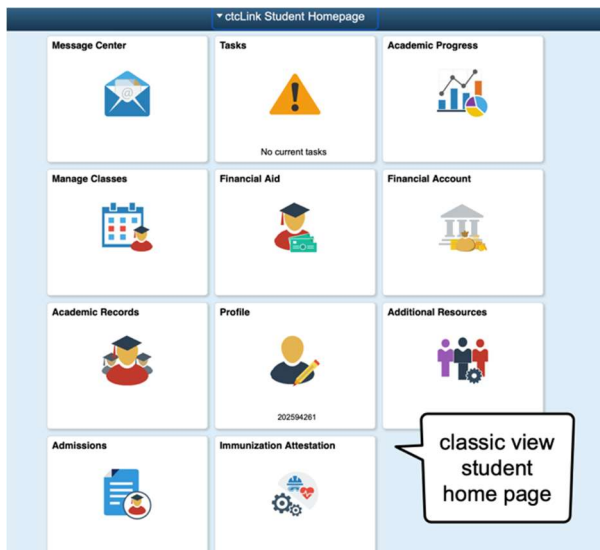 ctcLink Student Homepage
Message Center
Tasks
Academic Progress
@
No current tasks
Manage Classes
Financial Aid
Financial Account
Academic Records
Profile
Additional Resources
202594261
Admissions
Immunization Attestation
classic view
student
home page